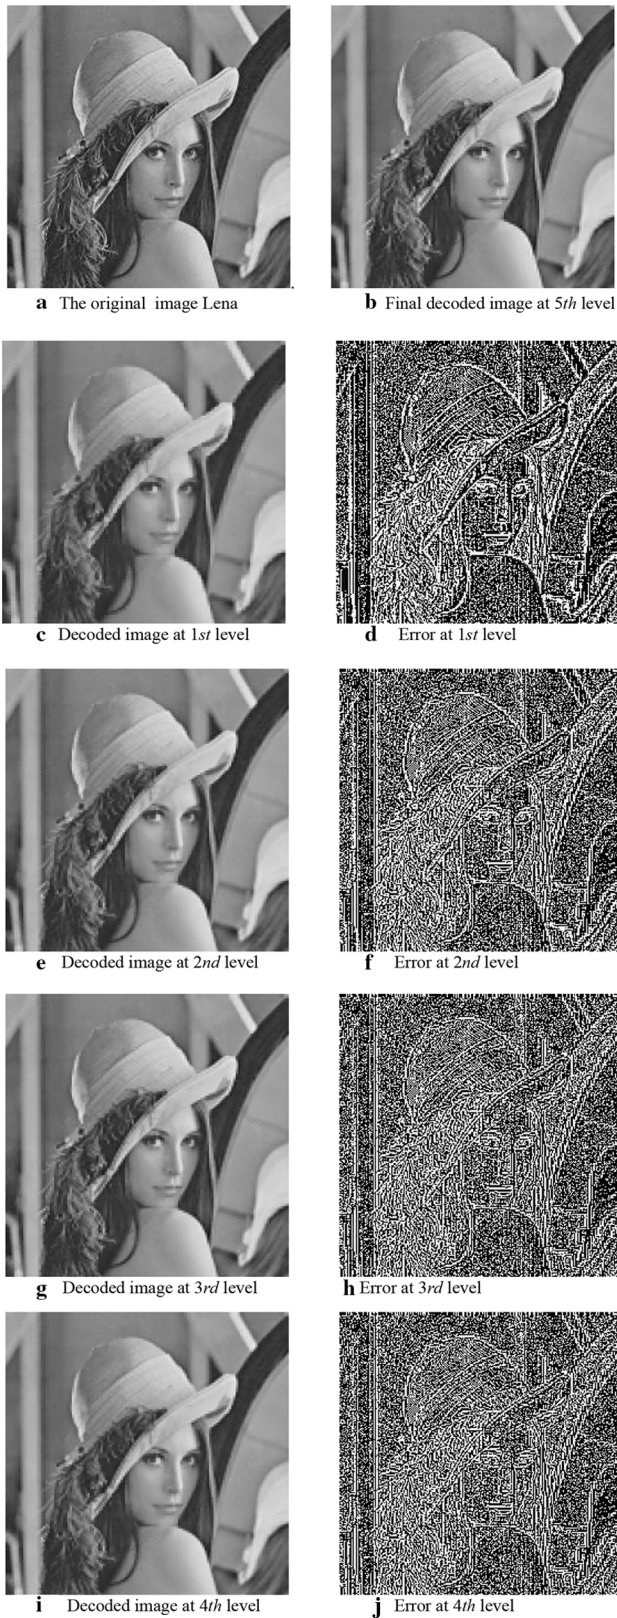 a The original image Lena
b Final decoded image at 5th level
c Decoded image at 1st level
d Error at 1st level
e Decoded image at 2nd level
f Error at 2nd level
g Decoded image at 3rd level
h Error at 3rd level
i Decoded image at 4th level
j Error at 4th level